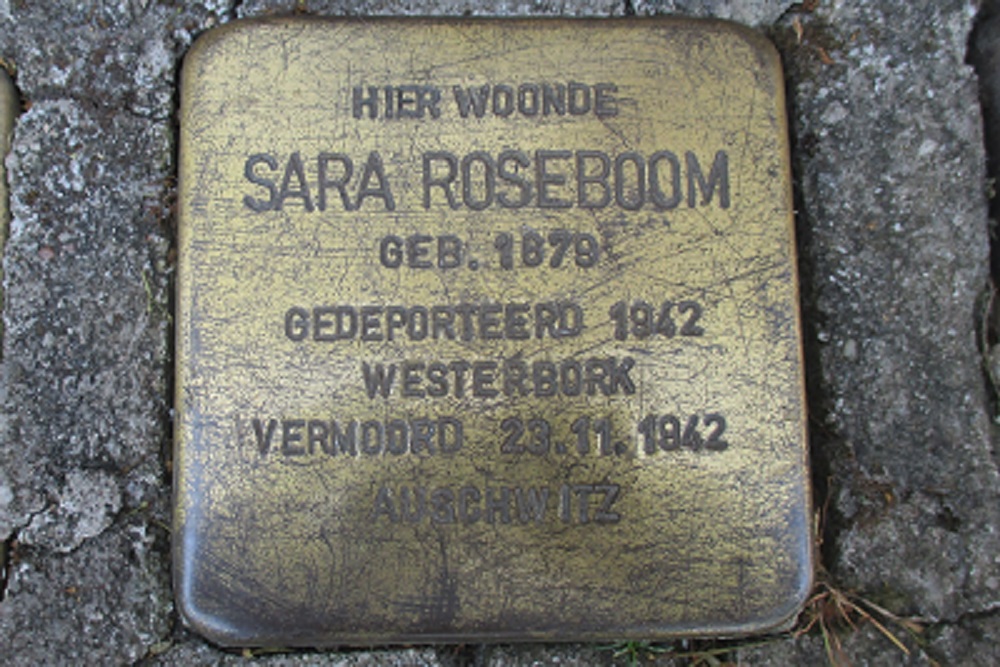 HIER WOONDE
SARA ROSEBOOM
GEB. 1879
GEDEPORTEERD 1942
WESTERBORK
VERMOORD 23.11.1942
AUSCHWITZ